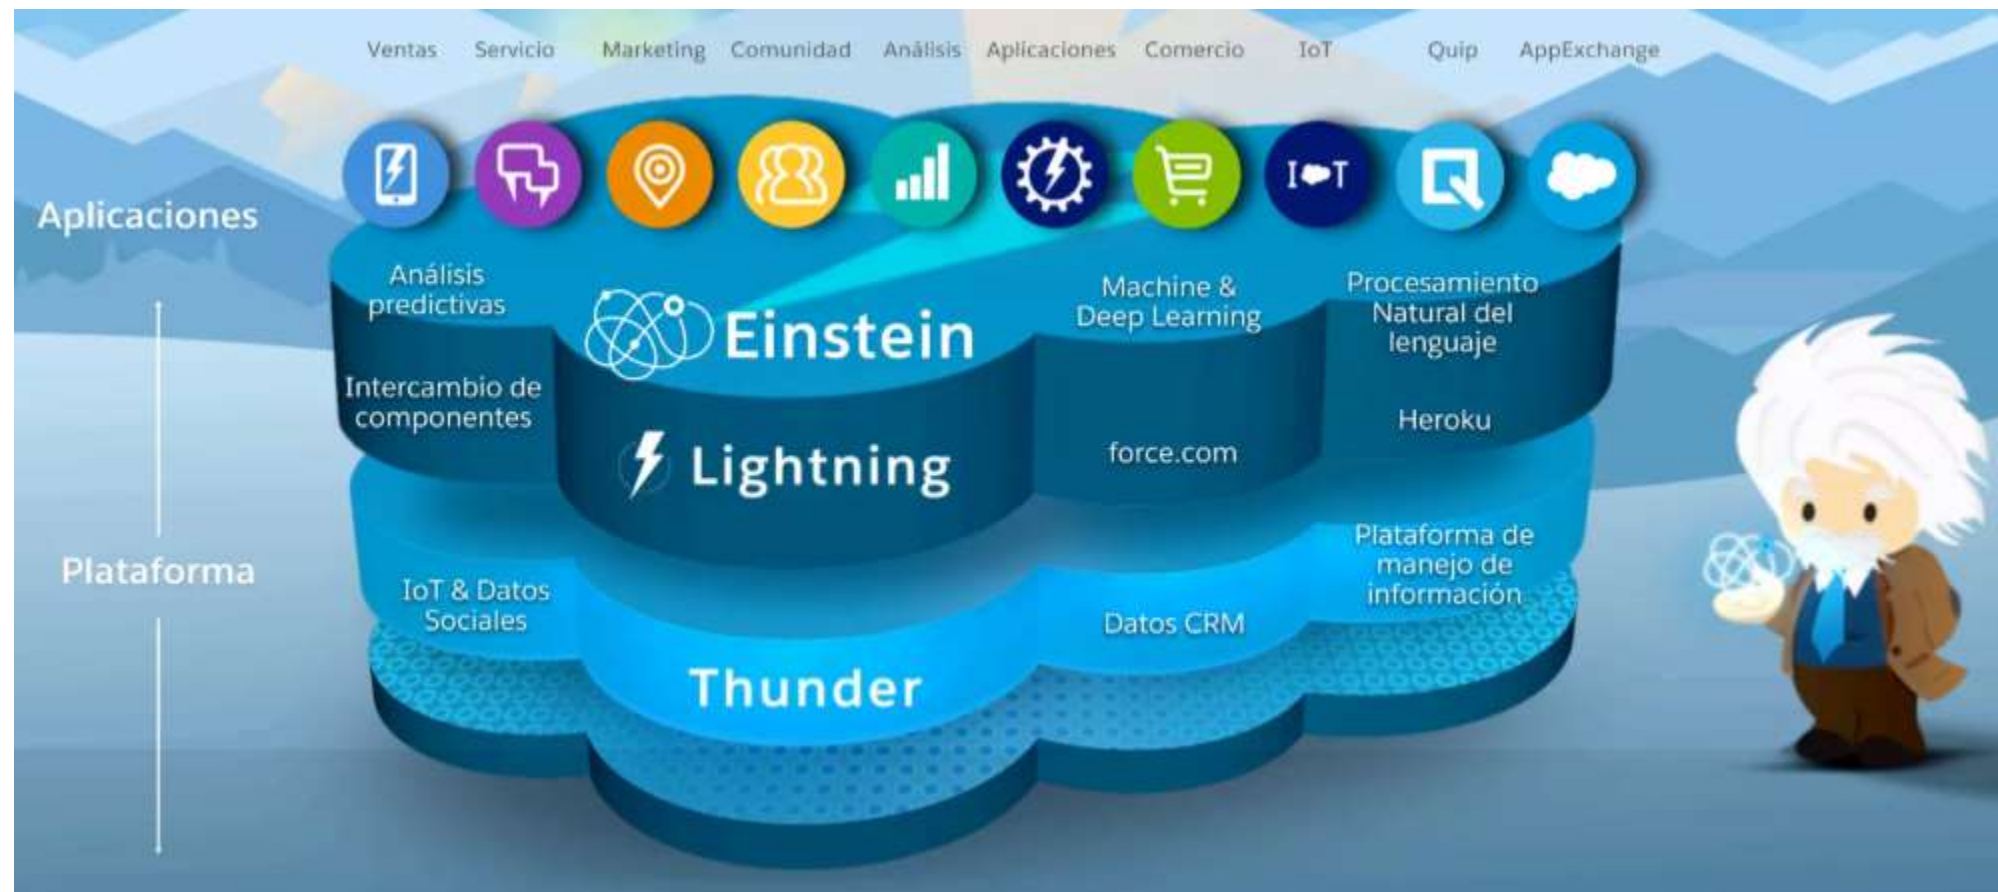 Ventas Servicio Marketing Comunidad Análisis Aplicaciones Comercio IoT Quip AppExchange
I T
Aplicaciones
Análisis
predictivas
Einstein
Machine &
Deep Learning
Procesamiento
Natural del
lenguaje
Intercambio de
componentes
Lightning
force.com
Heroku
Plataforma
IoT & Datos
Sociales
Thunder
Datos CRM
Plataforma de
manejo de
información